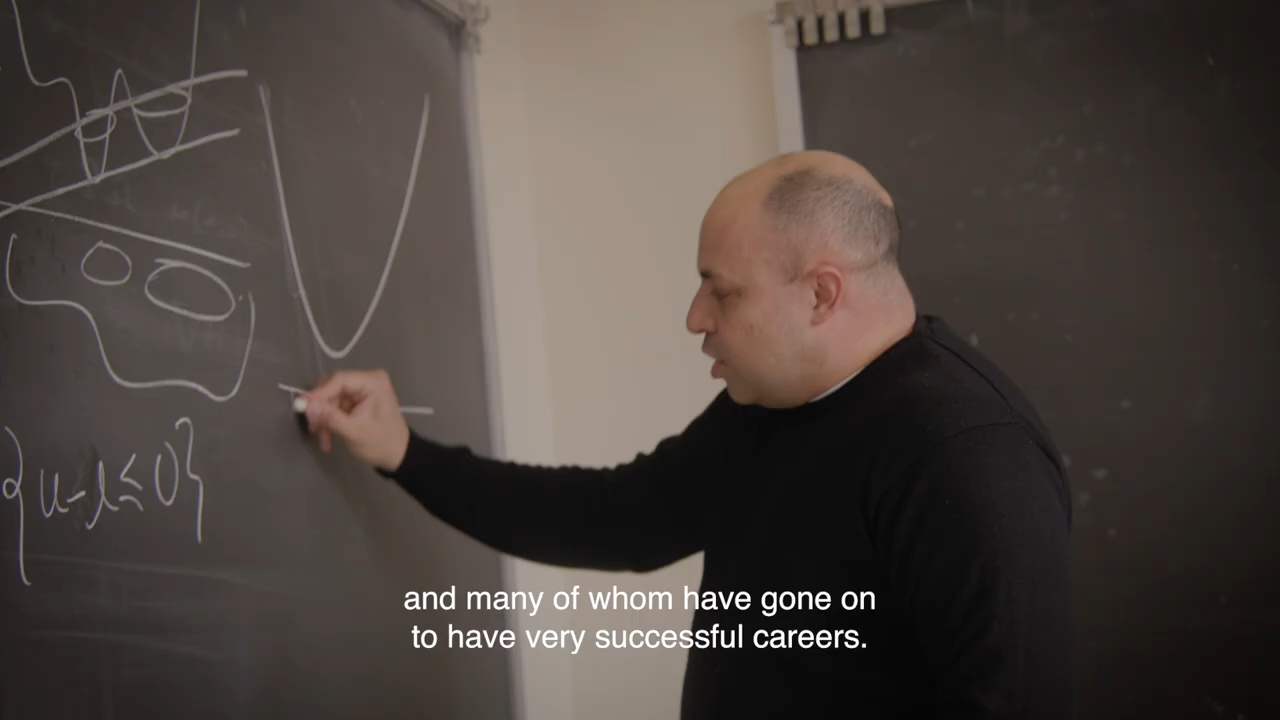 {u-l≤0}
and many of whom have gone on
to have very successful careers.